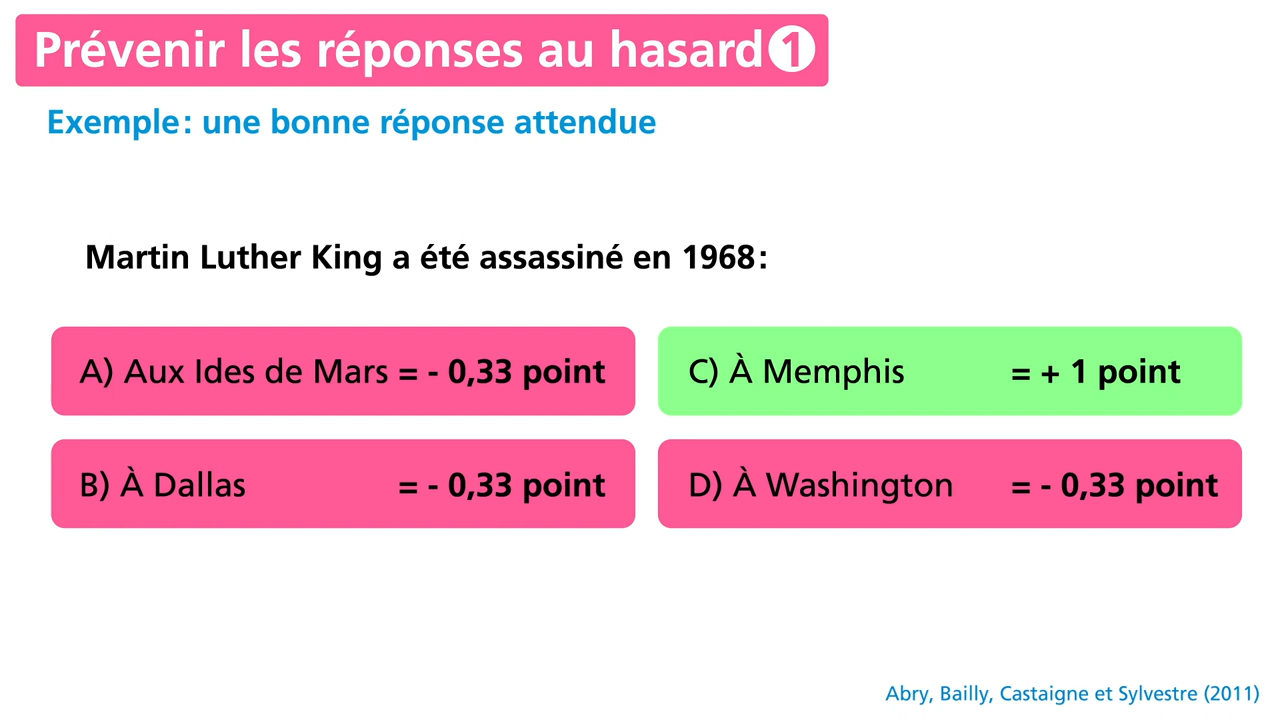 Prévenir les réponses au hasard 1
Exemple : une bonne réponse attendue
Martin Luther King a été assassiné en 1968 :
A) Aux Ides de Mars = - 0,33 point
C) À Memphis = + 1 point
B) À Dallas = - 0,33 point
D) À Washington = - 0,33 point
Abry, Bailly, Castaigne et Sylvestre (2011)